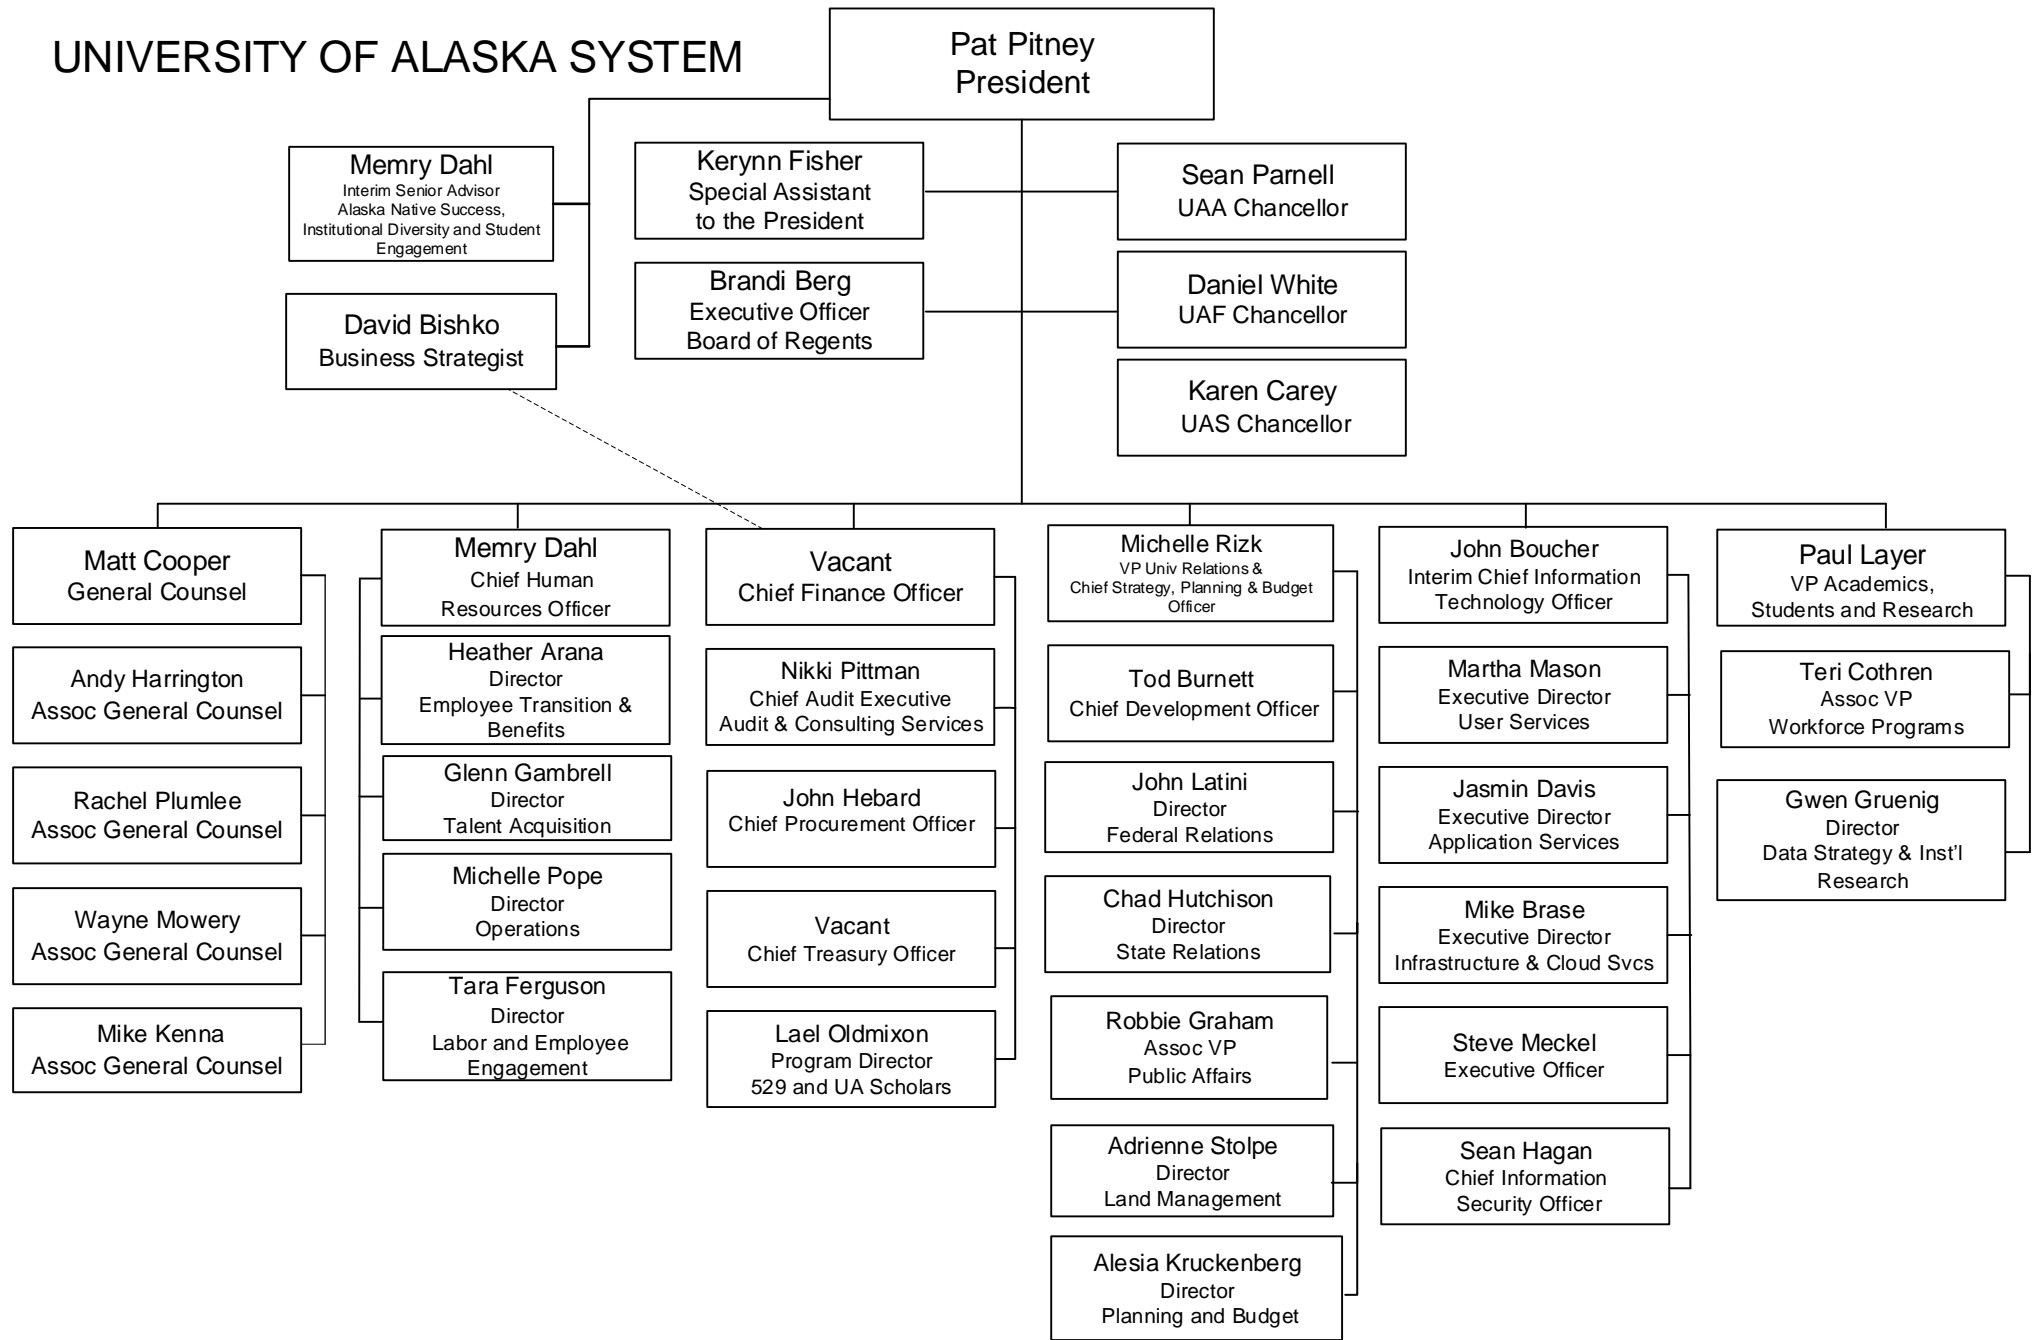 UNIVERSITY OF ALASKA SYSTEM
Pat Pitney
President
Memry Dahl
Interim Senior Advisor
Alaska Native Success,
Institutional Diversity and Student
Engagement
David Bishko
Business Strategist
Kerynn Fisher
Special Assistant
to the President
Brandi Berg
Executive Officer
Board of Regents
Sean Parnell
UAA Chancellor
Daniel White
UAF Chancellor
Karen Carey
UAS Chancellor
Matt Cooper
General Counsel
Andy Harrington
Assoc General Counsel
Rachel Plumlee
Assoc General Counsel
Wayne Mowery
Assoc General Counsel
Mike Kenna
Assoc General Counsel
Memry Dahl
Chief Human
Resources Officer
Heather Arana
Director
Employee Transition &
Benefits
Glenn Gambrell
Director
Talent Acquisition
Michelle Pope
Director
Operations
Tara Ferguson
Director
Labor and Employee
Engagement
Vacant
Chief Finance Officer
Nikki Pittman
Chief Audit Executive
Audit & Consulting Services
John Hebard
Chief Procurement Officer
Vacant
Chief Treasury Officer
Lael Oldmixon
Program Director
529 and UA Scholars
Michelle Rizk
VP Univ Relations &
Chief Strategy, Planning & Budget
Officer
Tod Burnett
Chief Development Officer
John Latini
Director
Federal Relations
Chad Hutchison
Director
State Relations
Robbie Graham
Assoc VP
Public Affairs
Adrienne Stolpe
Director
Land Management
Alesia Kruckenberg
Director
Planning and Budget
John Boucher
Interim Chief Information
Technology Officer
Martha Mason
Executive Director
User Services
Jasmin Davis
Executive Director
Application Services
Mike Brase
Executive Director
Infrastructure & Cloud Svcs
Steve Meckel
Executive Officer
Sean Hagan
Chief Information
Security Officer
Paul Layer
VP Academics,
Students and Research
Teri Cothren
Assoc VP
Workforce Programs
Gwen Gruenig
Director
Data Strategy & Inst'l
Research